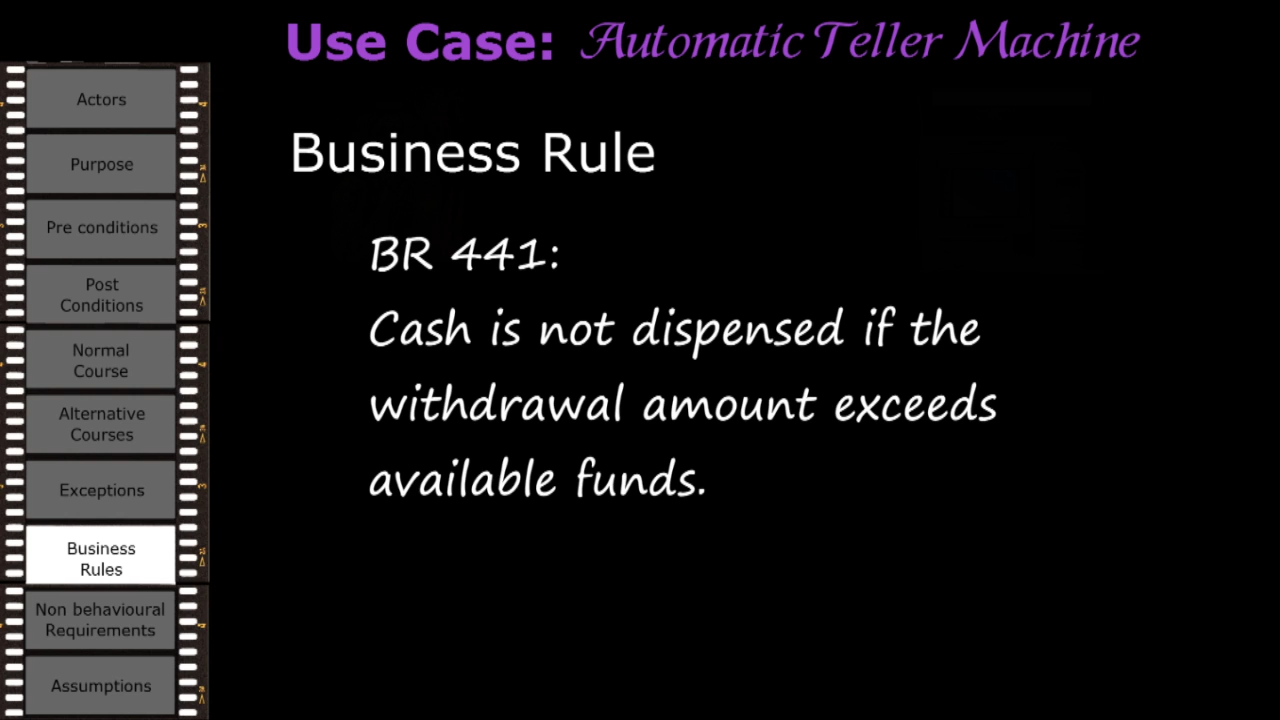 Use Case: Automatic Teller Machine
Actors
Purpose
Pre conditions
Post
Conditions
Normal
Course
Alternative
Courses
Exceptions
Business
Rules
Non behavioural
Requirements
Assumptions
Business Rule
BR 441:
Cash is not dispensed if the
withdrawal amount exceeds
available funds.